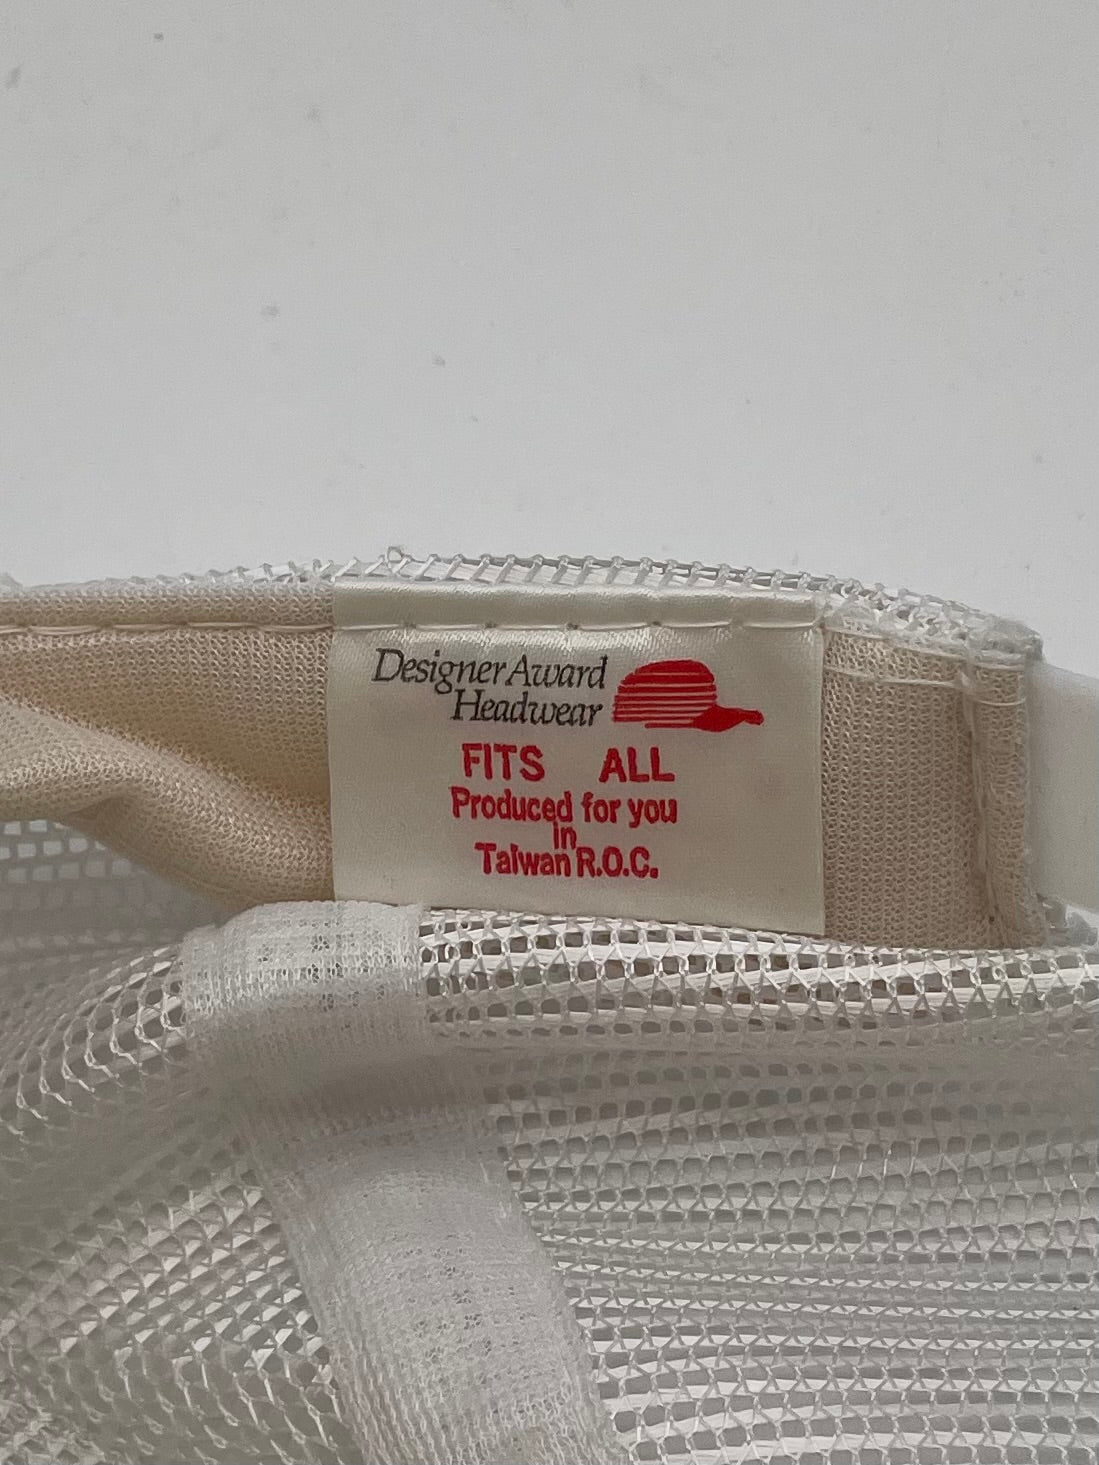 Designer Award
Headwear
FITS ALL
Produced for you
in
Taiwan R.O.C.